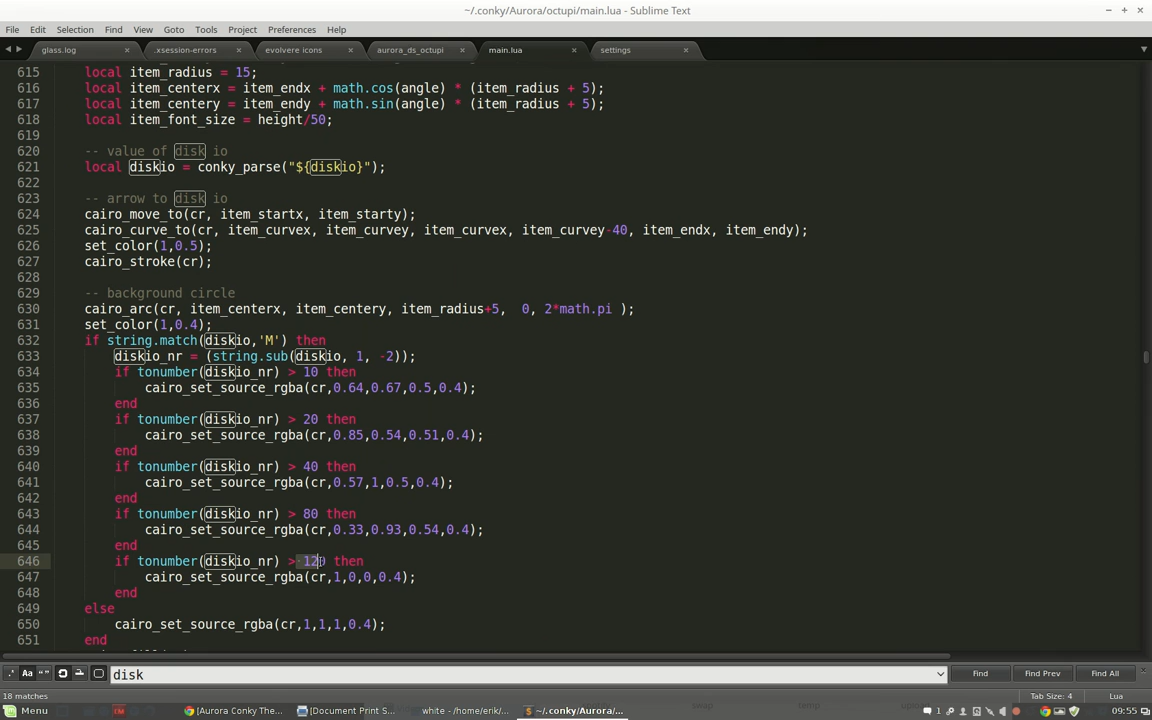 ~/.conky/Aurora/octupi/main.lua - Sublime Text
File Edit Selection Find View Goto Tools Project Preferences Help
glass.log × .xsession-errors × evolvere icons × aurora_ds_octupi × main.lua × settings ×
615 local item_radius = 15;
616 local item_centerx = item_endx + math.cos(angle) * (item_radius + 5);
617 local item_centery = item_endy + math.sin(angle) * (item_radius + 5);
618 local item_font_size = height/50;
619
620 -- value of disk io
621 local diskio = conky_parse("${diskio}");
622
623 -- arrow to disk io
624 cairo_move_to(cr, item_startx, item_starty);
625 cairo_curve_to(cr, item_curvex, item_curvey, item_curvex, item_curvey-40, item_endx, item_endy);
626 set_color(1,0.5);
627 cairo_stroke(cr);
628
629 -- background circle
630 cairo_arc(cr, item_centerx, item_centery, item_radius+5,  0, 2*math.pi );
631 set_color(1,0.4);
632 if string.match(diskio,'M') then
633 diskio_nr = (string.sub(diskio, 1, -2));
634 if tonumber(diskio_nr) > 10 then
635 cairo_set_source_rgba(cr,0.64,0.67,0.5,0.4);
636 end
637 if tonumber(diskio_nr) > 20 then
638 cairo_set_source_rgba(cr,0.85,0.54,0.51,0.4);
639 end
640 if tonumber(diskio_nr) > 40 then
641 cairo_set_source_rgba(cr,0.57,1,0.5,0.4);
642 end
643 if tonumber(diskio_nr) > 80 then
644 cairo_set_source_rgba(cr,0.33,0.93,0.54,0.4);
645 end
646 if tonumber(diskio_nr) > 120 then
647 cairo_set_source_rgba(cr,1,0,0,0.4);
648 end
649 else
650 cairo_set_source_rgba(cr,1,1,1,0.4);
651 end
.* Aa "" disk Find Find Prev Find All
18 matches Tab Size: 4 Lua
Menu [Aurora Conky The... [Document Print S... white - /home/erik/... ~/.conky/Aurora/... swap temp 1 09:55